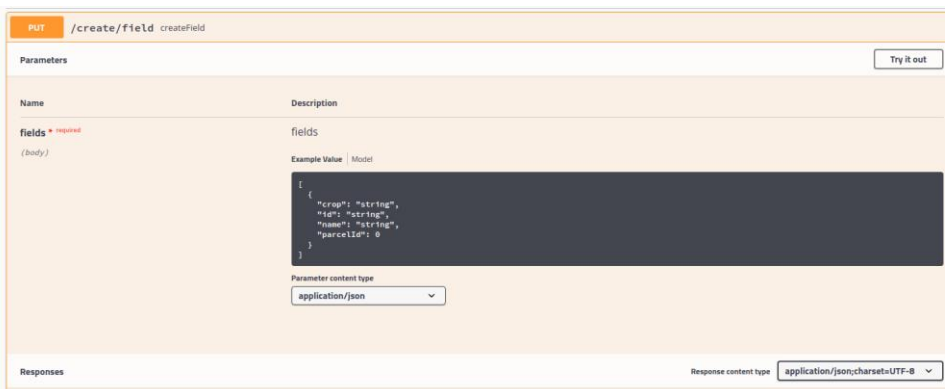 PUT /create/field createField
Parameters Try it out
Name Description
fields * required fields
(body)
Example Value Model
[
{
"crop": "string",
"id": "string",
"name": "string",
"parcelId": 0
}
]
Parameter content type
application/json
Responses Response content type application/json;charset=UTF-8